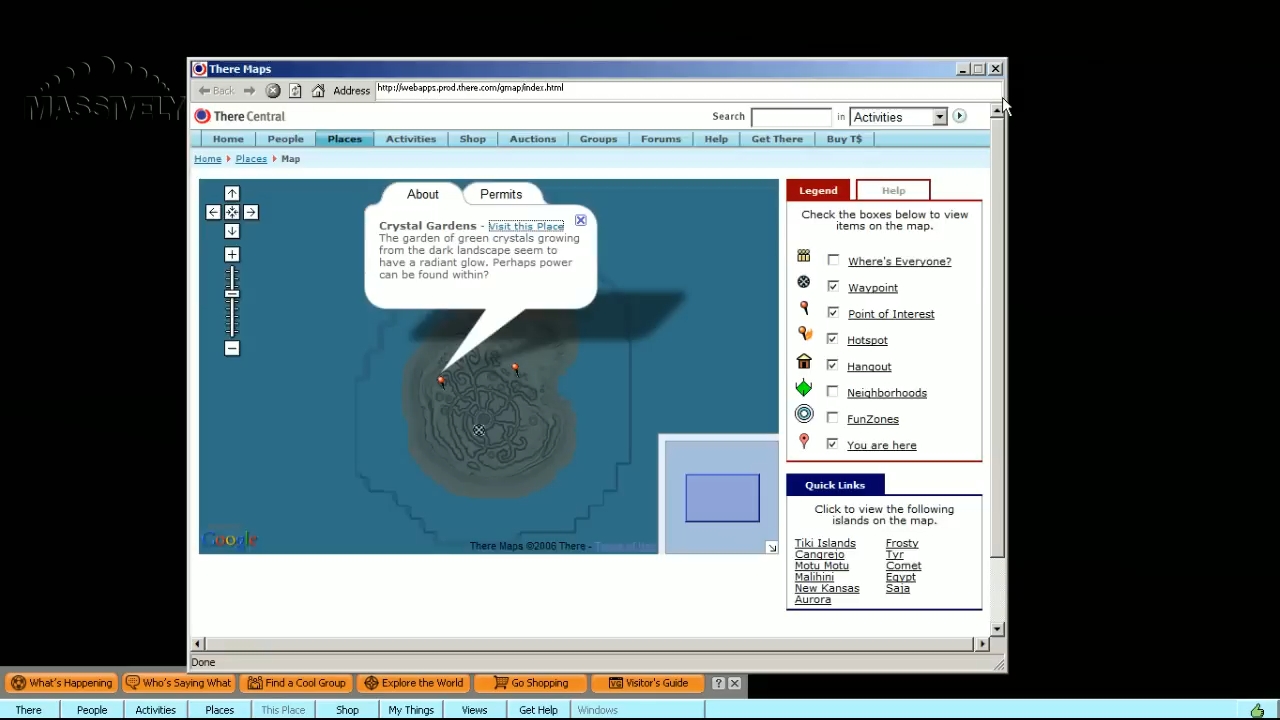 MASSIVELY
There Maps
Back
Address
http://webapps.prod.there.com/gmap/index.html
There Central
Search
in
Activities
Home
People
Places
Activities
Shop
Auctions
Groups
Forums
Help
Get There
Buy T$
Home
Places
Map
About
Permits
Crystal Gardens - Visit this Place
The garden of green crystals growing
from the dark landscape seem to
have a radiant glow. Perhaps power
can be found within?
Google
There Maps ©2006 There -
Legend
Help
Check the boxes below to view
items on the map.
Where's Everyone?
Waypoint
Point of Interest
Hotspot
Hangout
Neighborhoods
FunZones
You are here
Quick Links
Click to view the following
islands on the map.
Tiki Islands
Cangrejo
Motu Motu
Malihini
New Kansas
Aurora
Frosty
Tyr
Comet
Egypt
Saja
Done
What's Happening
Who's Saying What
Find a Cool Group
Explore the World
Go Shopping
VG
Visitor's Guide
?
There
People
Activities
Places
This Place
Shop
My Things
Views
Get Help
Windows